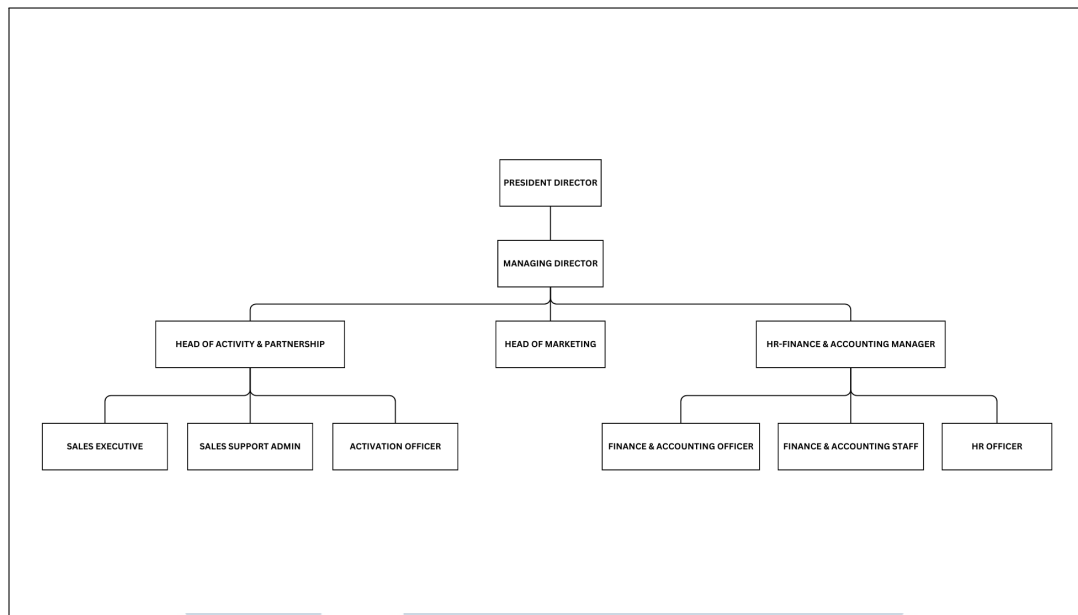 PRESIDENT DIRECTOR
MANAGING DIRECTOR
HEAD OF ACTIVITY & PARTNERSHIP
HEAD OF MARKETING
HR-FINANCE & ACCOUNTING MANAGER
SALES EXECUTIVE
SALES SUPPORT ADMIN
ACTIVATION OFFICER
FINANCE & ACCOUNTING OFFICER
FINANCE & ACCOUNTING STAFF
HR OFFICER